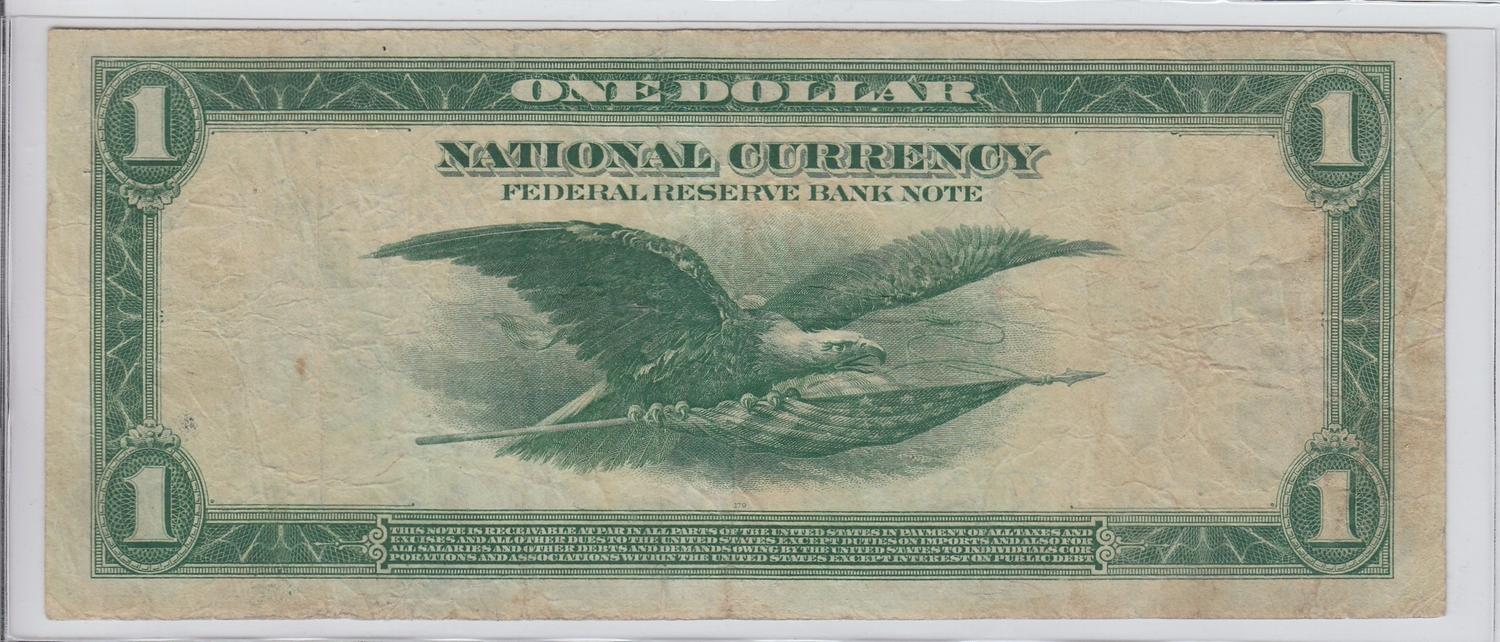 1 ONE DOLLAR 1
NATIONAL CURRENCY
FEDERAL RESERVE BANK NOTE
379
1 1
THIS NOTE IS RECEIVABLE AT PAR IN ALL PARTS OF THE UNITED STATES IN PAYMENT OF ALL TAXES AND
EXCISES AND ALL OTHER DUES TO THE UNITED STATES EXCEPT DUTIES ON IMPORTS AND ALSO FOR
ALL SALARIES AND OTHER DEBTS AND DEMANDS OWING BY THE UNITED STATES TO INDIVIDUALS COR-
PORATIONS AND ASSOCIATIONS WITHIN THE UNITED STATES EXCEPT INTEREST ON PUBLIC DEBT